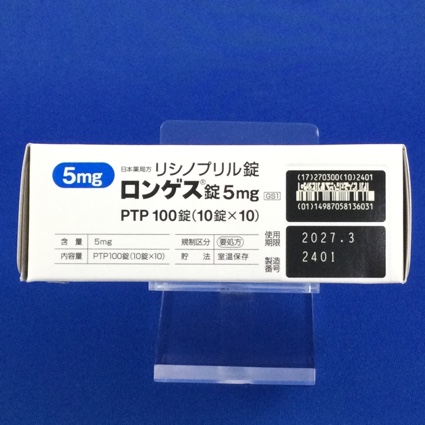 5mg
日本薬局方 リシノプリル錠
ロンゲス®錠5mg GS1
PTP 100錠(10錠×10)
含量 5mg 規制区分 要処方
内容量 PTP100錠(10錠×10) 貯法 室温保存
(17)270300(10)2401
(01)14987058136031
使用期限 2027.3
製造番号 2401